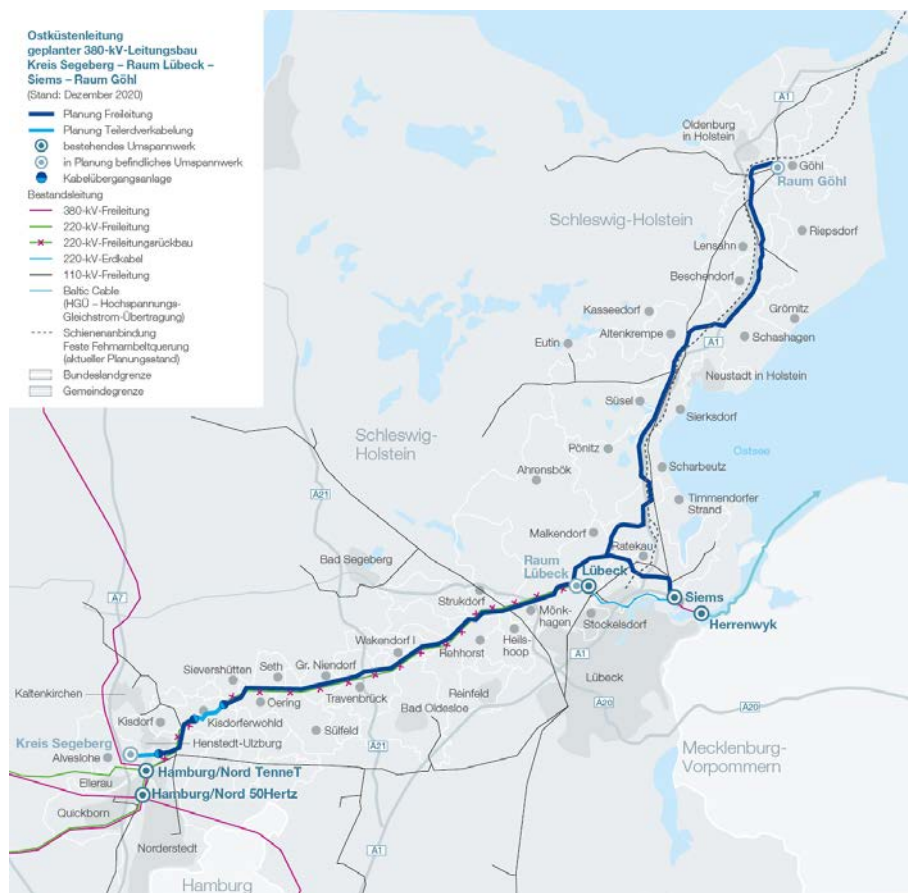 Ostküstenleitung
geplanter 380-kV-Leitungsbau
Kreis Segeberg – Raum Lübeck –
Siems – Raum Göhl
(Stand: Dezember 2020)
Planung Freileitung
Planung Teilerdverkabelung
bestehendes Umspannwerk
in Planung befindliches Umspannwerk
Kabelübergangsanlage
Bestandsleitung
380-kV-Freileitung
220-kV-Freileitung
220-kV-Freileitungsrückbau
220-kV-Erdkabel
110-kV-Freileitung
Baltic Cable
(HGÜ – Hochspannungs-
Gleichstrom-Übertragung)
Schienenanbindung
Feste Fehmarnbeltquerung
(aktueller Planungsstand)
Bundeslandgrenze
Gemeindegrenze
A1
Oldenburg
in Holstein
Göhl
Raum Göhl
Schleswig-Holstein
Riepsdorf
Lensahn
Beschendorf
Kasseedorf
Grömitz
Altenkrempe
Schashagen
Eutin
A1
Neustadt in Holstein
Süsel
Sierksdorf
Schleswig-
Holstein
Pönitz
Ostsee
Ahrensbök
Scharbeutz
A21
Timmendorfer
Strand
Malkendorf
Ratekau
Bad Segeberg
Raum
Lübeck
Lübeck
A7
Strukdorf
Siems
Mönk-
hagen
Stockelsdorf
Herrenwyk
Wakendorf I
Rehhorst
Heils-
hoop
A1
Sievershütten
Seth
Gr. Niendorf
Lübeck
Kaltenkirchen
Oering
Travenbrück
Reinfeld
A20
A20
Kisdorf
Kisdorferwohld
Bad Oldesloe
Sülfeld
Kreis Segeberg
Henstedt-Ulzburg
A21
Mecklenburg-
Vorpommern
Alveslohe
Hamburg/Nord TenneT
Ellerau
Hamburg/Nord 50Hertz
Quickborn
Norderstedt
A1
Hamburg